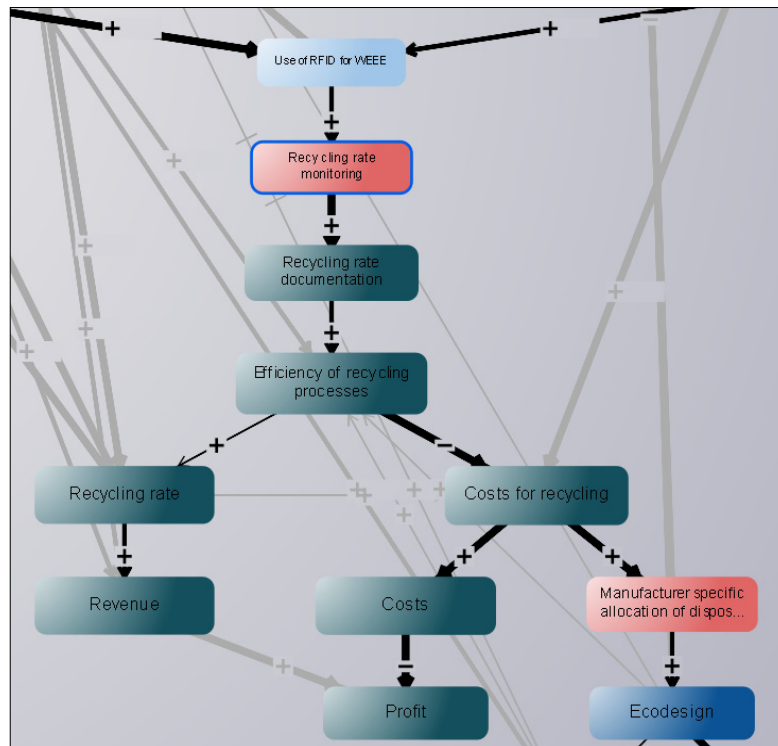 +
+
−
Use of RFID for WEEE
+
Recycling rate
monitoring
+
+
+
Recycling rate
documentation
+
+
+
+
Efficiency of recycling
processes
+
−
Recycling rate
+
+
+
+
Costs for recycling
+
+
+
Revenue
Costs
Manufacturer specific
allocation of dispos...
+
−
+
Profit
Ecodesign